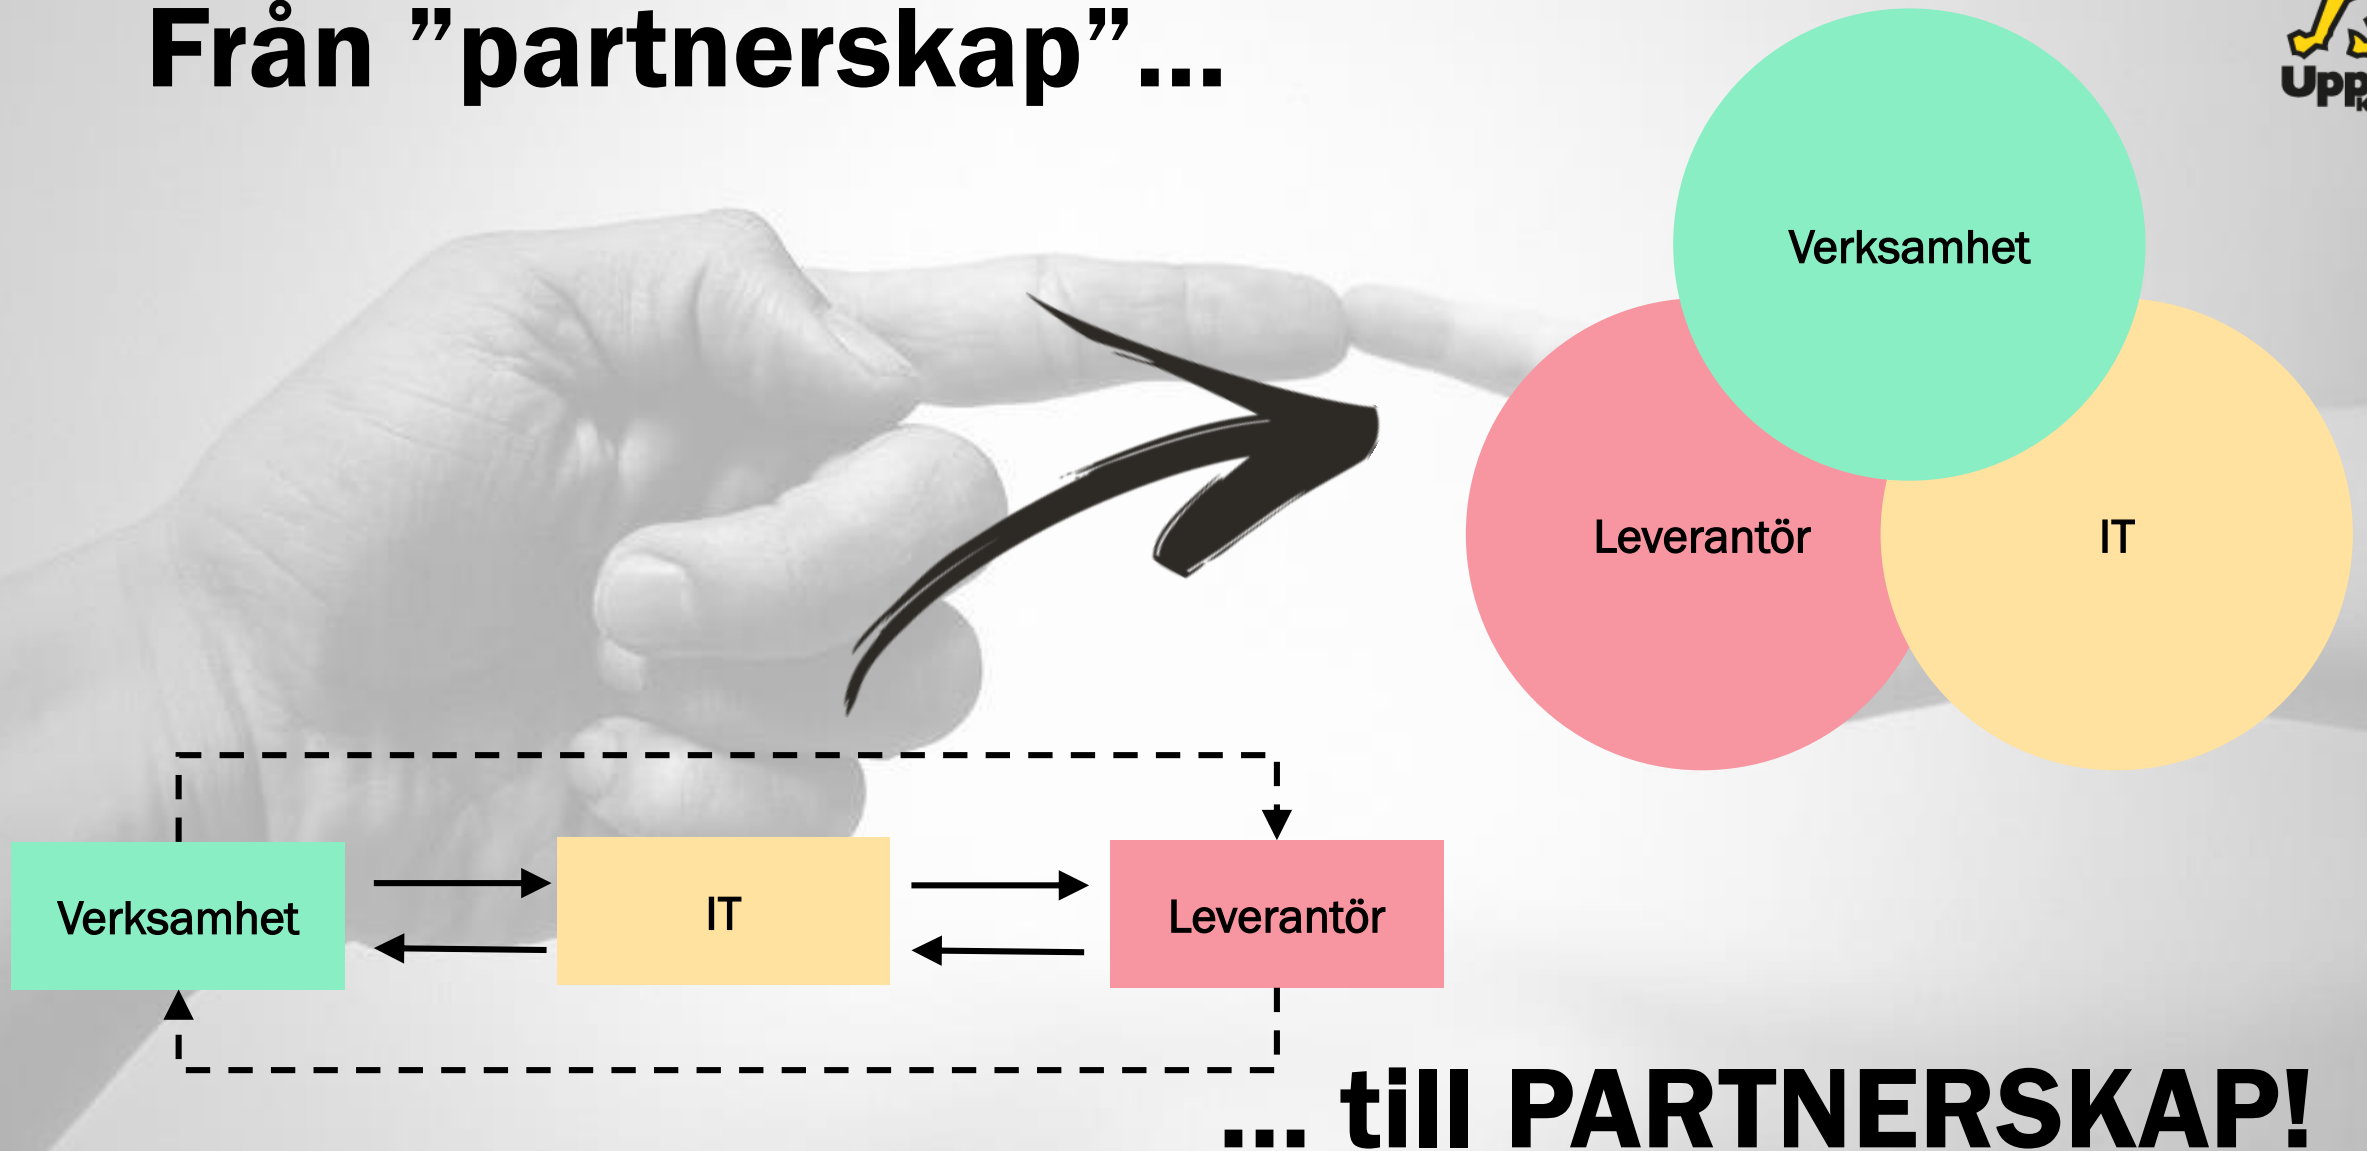 Från ”partnerskap”...
Verksamhet
Leverantör
IT
Verksamhet
IT
Leverantör
... till PARTNERSKAP!